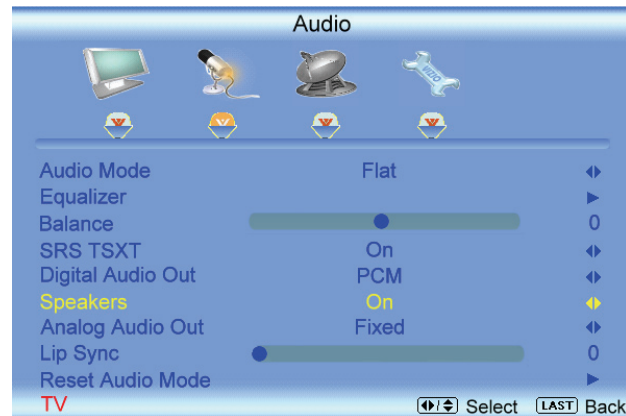 Audio
VIZIO
Audio Mode Flat
Equalizer
Balance 0
SRS TSXT On
Digital Audio Out PCM
Speakers On
Analog Audio Out Fixed
Lip Sync 0
Reset Audio Mode
TV Select LAST Back